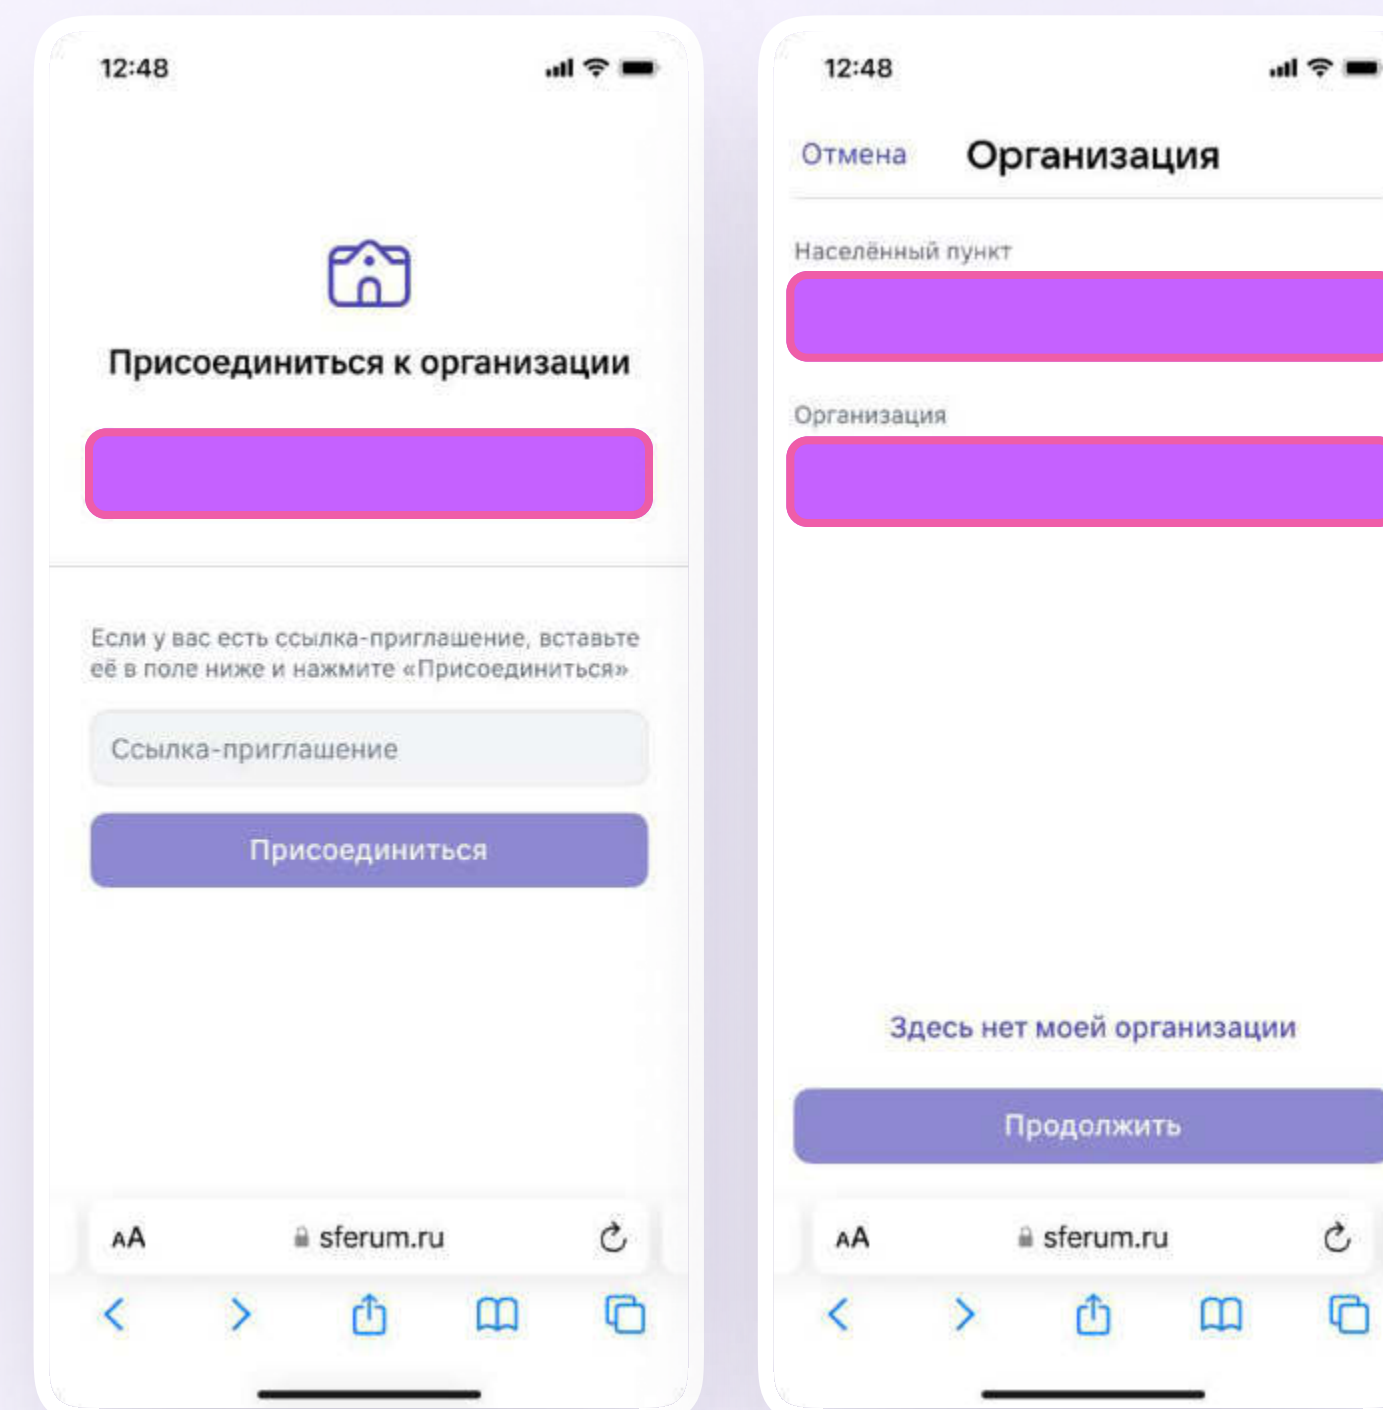 12:48
Присоединиться к организации
Если у вас есть ссылка-приглашение, вставьте
её в поле ниже и нажмите «Присоединиться»
Ссылка-приглашение
Присоединиться
AA
sferum.ru
12:48
Отмена
Организация
Населённый пункт
Организация
Здесь нет моей организации
Продолжить
AA
sferum.ru